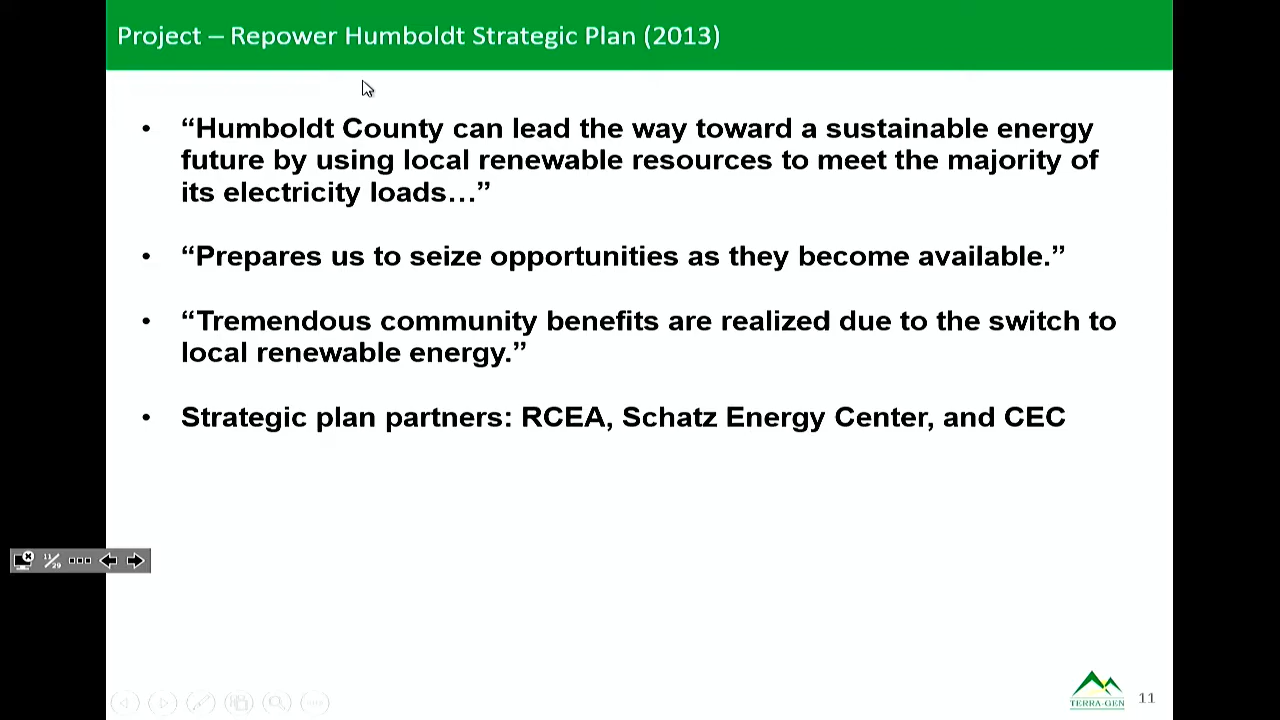 Project – Repower Humboldt Strategic Plan (2013)
• “Humboldt County can lead the way toward a sustainable energy
future by using local renewable resources to meet the majority of
its electricity loads…”
• “Prepares us to seize opportunities as they become available.”
• “Tremendous community benefits are realized due to the switch to
local renewable energy.”
• Strategic plan partners: RCEA, Schatz Energy Center, and CEC
11/29
TERRA-GEN
11